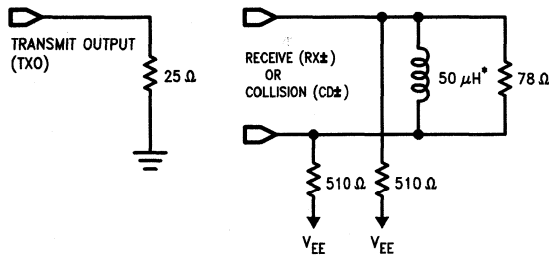 TRANSMIT OUTPUT
(TXO)
25 Ω
RECEIVE (RX±)
OR
COLLISION (CD±)
50 μH*
78 Ω
510 Ω
510 Ω
VEE
VEE